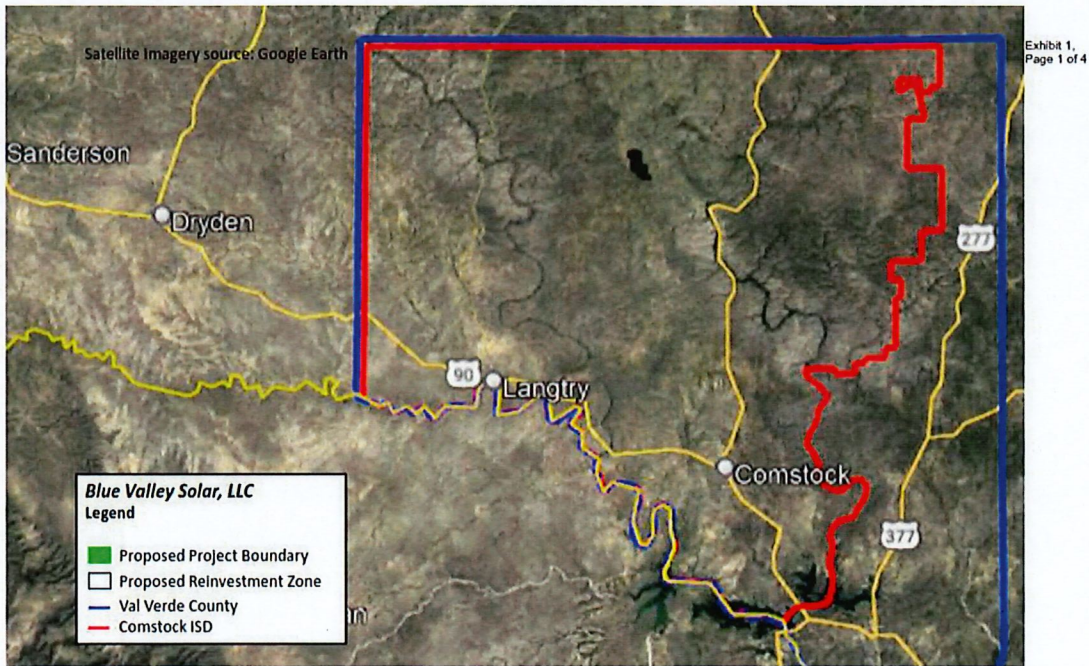 Satellite Imagery source: Google Earth
Exhibit 1,
Page 1 of 4
Sanderson
Dryden
277
90
Langtry
Comstock
377
Blue Valley Solar, LLC
Legend
Proposed Project Boundary
Proposed Reinvestment Zone
Val Verde County
Comstock ISD